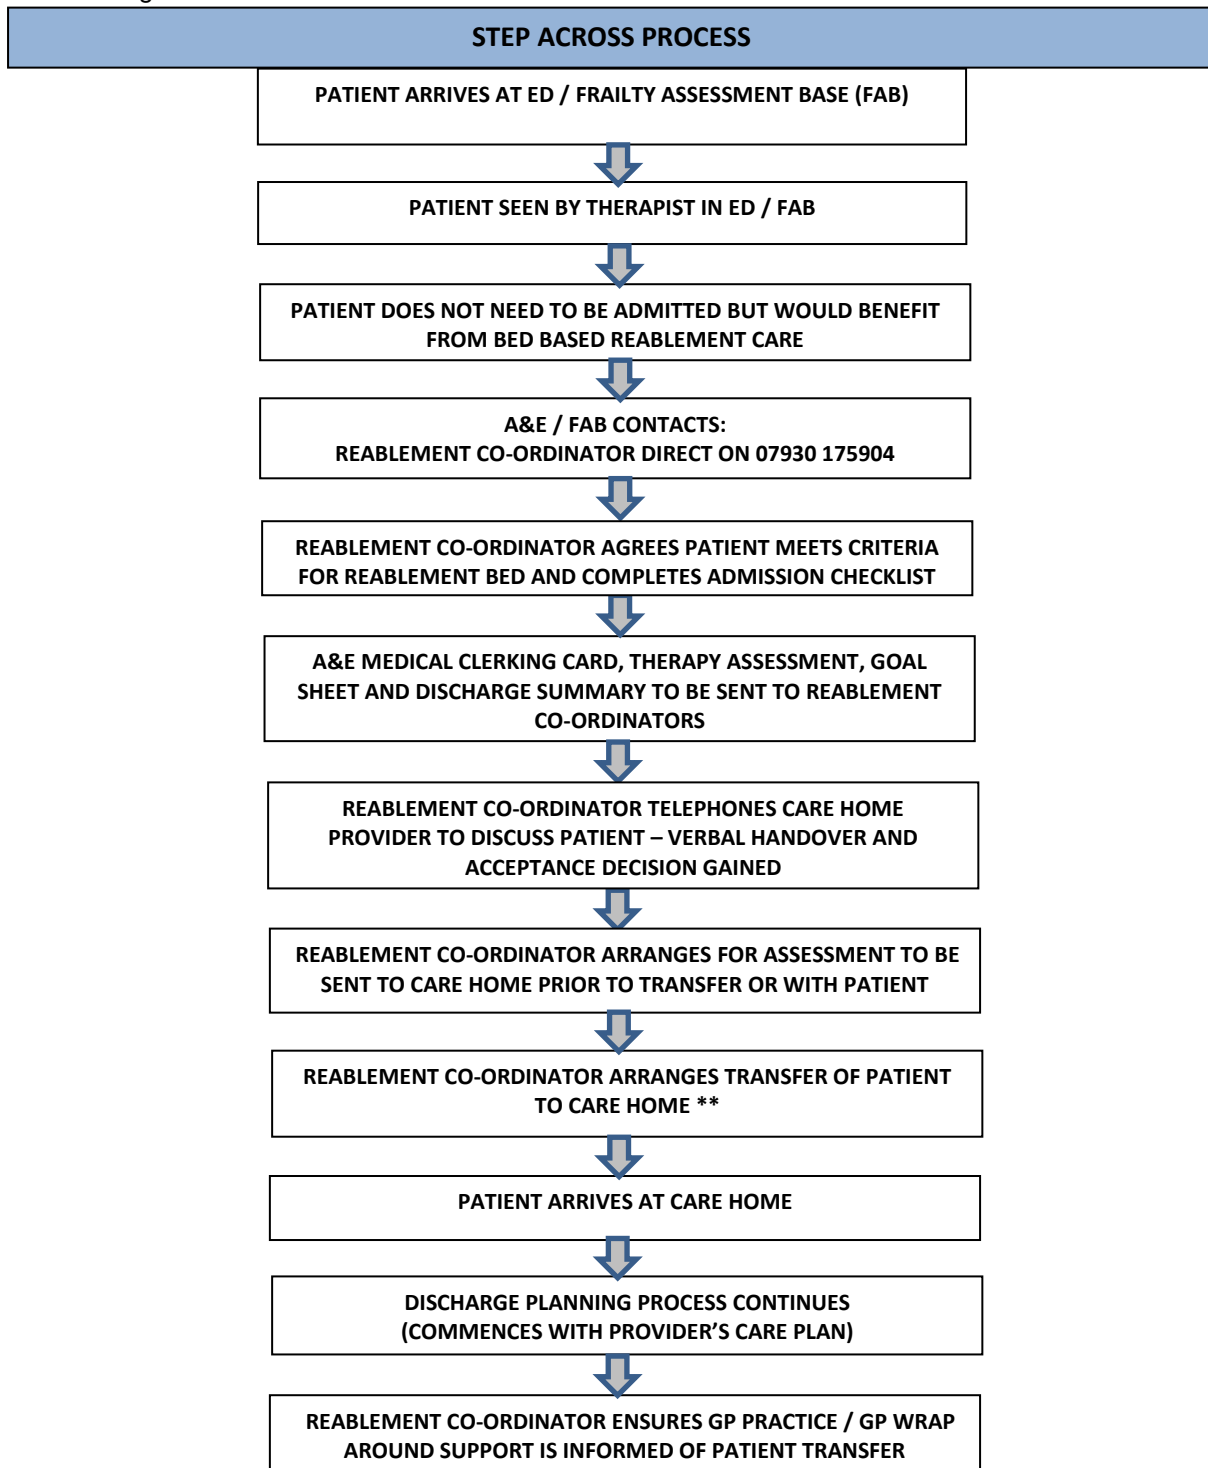 STEP ACROSS PROCESS
PATIENT ARRIVES AT ED / FRAILTY ASSESSMENT BASE (FAB)
PATIENT SEEN BY THERAPIST IN ED / FAB
PATIENT DOES NOT NEED TO BE ADMITTED BUT WOULD BENEFIT
FROM BED BASED REABLEMENT CARE
A&E / FAB CONTACTS:
REABLEMENT CO-ORDINATOR DIRECT ON 07930 175904
REABLEMENT CO-ORDINATOR AGREES PATIENT MEETS CRITERIA
FOR REABLEMENT BED AND COMPLETES ADMISSION CHECKLIST
A&E MEDICAL CLERKING CARD, THERAPY ASSESSMENT, GOAL
SHEET AND DISCHARGE SUMMARY TO BE SENT TO REABLEMENT
CO-ORDINATORS
REABLEMENT CO-ORDINATOR TELEPHONES CARE HOME
PROVIDER TO DISCUSS PATIENT – VERBAL HANDOVER AND
ACCEPTANCE DECISION GAINED
REABLEMENT CO-ORDINATOR ARRANGES FOR ASSESSMENT TO BE
SENT TO CARE HOME PRIOR TO TRANSFER OR WITH PATIENT
REABLEMENT CO-ORDINATOR ARRANGES TRANSFER OF PATIENT
TO CARE HOME **
PATIENT ARRIVES AT CARE HOME
DISCHARGE PLANNING PROCESS CONTINUES
(COMMENCES WITH PROVIDER’S CARE PLAN)
REABLEMENT CO-ORDINATOR ENSURES GP PRACTICE / GP WRAP
AROUND SUPPORT IS INFORMED OF PATIENT TRANSFER